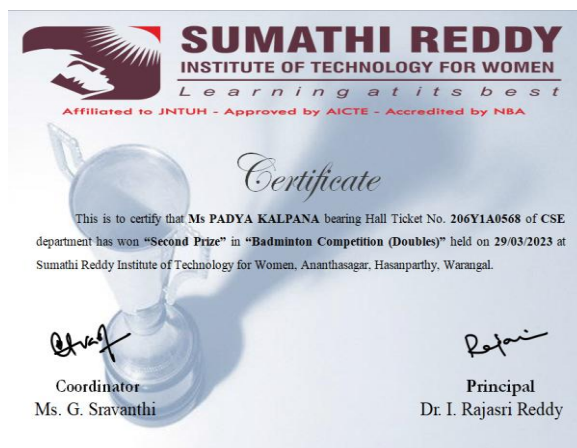 SUMATHI REDDY
INSTITUTE OF TECHNOLOGY FOR WOMEN
Learning at its best
Affiliated to JNTUH - Approved by AICTE - Accredited by NBA
Certificate
This is to certify that Ms PADYA KALPANA bearing Hall Ticket No. 206Y1A0568 of CSE
department has won “Second Prize” in “Badminton Competition (Doubles)” held on 29/03/2023 at
Sumathi Reddy Institute of Technology for Women, Ananthasagar, Hasanparthy, Warangal.
Coordinator
Ms. G. Sravanthi
Principal
Dr. I. Rajasri Reddy